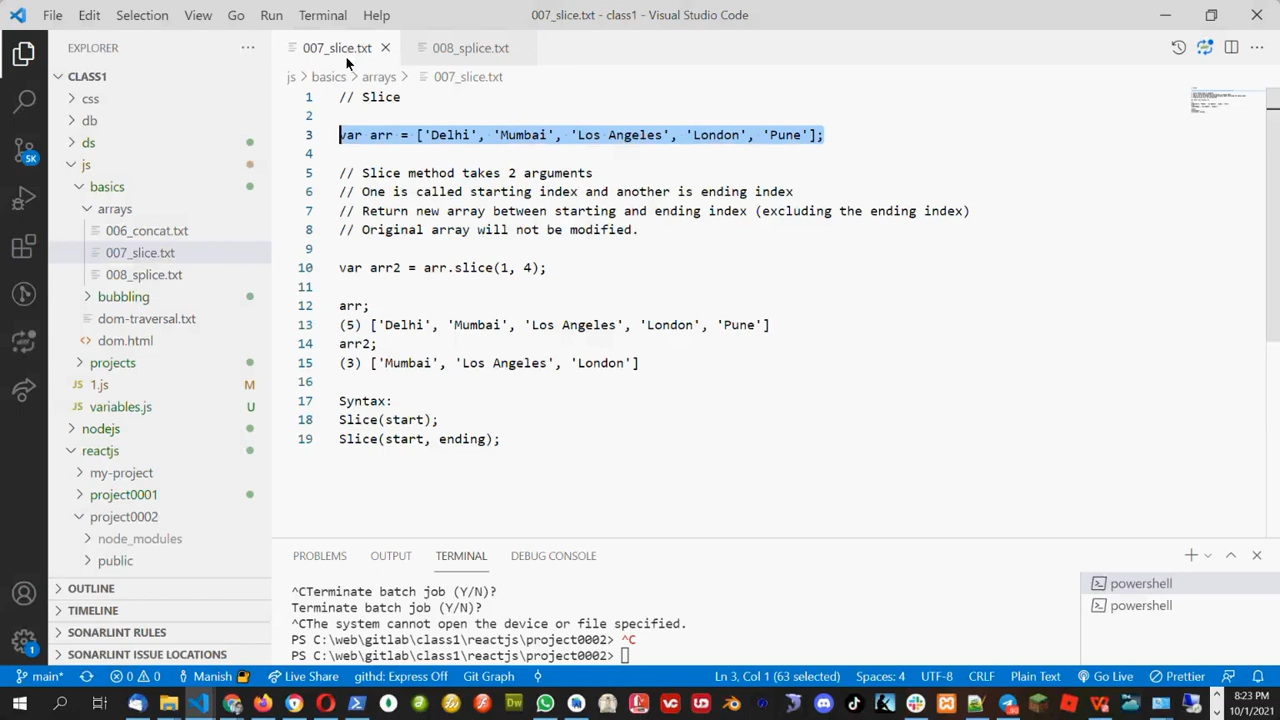 File Edit Selection View Go Run Terminal Help 007_slice.txt - class1 - Visual Studio Code
EXPLORER
007_slice.txt 008_splice.txt
CLASS1
js basics arrays 007_slice.txt
css
db
ds
js
basics
arrays
006_concat.txt
007_slice.txt
008_splice.txt
bubbling
dom-traversal.txt
dom.html
projects
JS 1.js M
JS variables.js U
nodejs
reactjs
my-project
project0001
project0002
node_modules
public
OUTLINE
TIMELINE
SONARLINT RULES
SONARLINT ISSUE LOCATIONS
5K+
1
1 // Slice
2
3 var arr = ['Delhi', 'Mumbai', 'Los Angeles', 'London', 'Pune'];
4
5 // Slice method takes 2 arguments
6 // One is called starting index and another is ending index
7 // Return new array between starting and ending index (excluding the ending index)
8 // Original array will not be modified.
9
10 var arr2 = arr.slice(1, 4);
11
12 arr;
13 (5) ['Delhi', 'Mumbai', 'Los Angeles', 'London', 'Pune']
14 arr2;
15 (3) ['Mumbai', 'Los Angeles', 'London']
16
17 Syntax:
18 Slice(start);
19 Slice(start, ending);
PROBLEMS OUTPUT TERMINAL DEBUG CONSOLE
^CTerminate batch job (Y/N)?
Terminate batch job (Y/N)?
^CThe system cannot open the device or file specified.
PS C:\web\gitlab\class1\reactjs\project0002> ^C
PS C:\web\gitlab\class1\reactjs\project0002>
powershell
powershell
main* 0 0 Manish Live Share githd: Express Off Git Graph Ln 3, Col 1 (63 selected) Spaces: 4 UTF-8 CRLF Plain Text Go Live Prettier
8:23 PM
10/1/2021